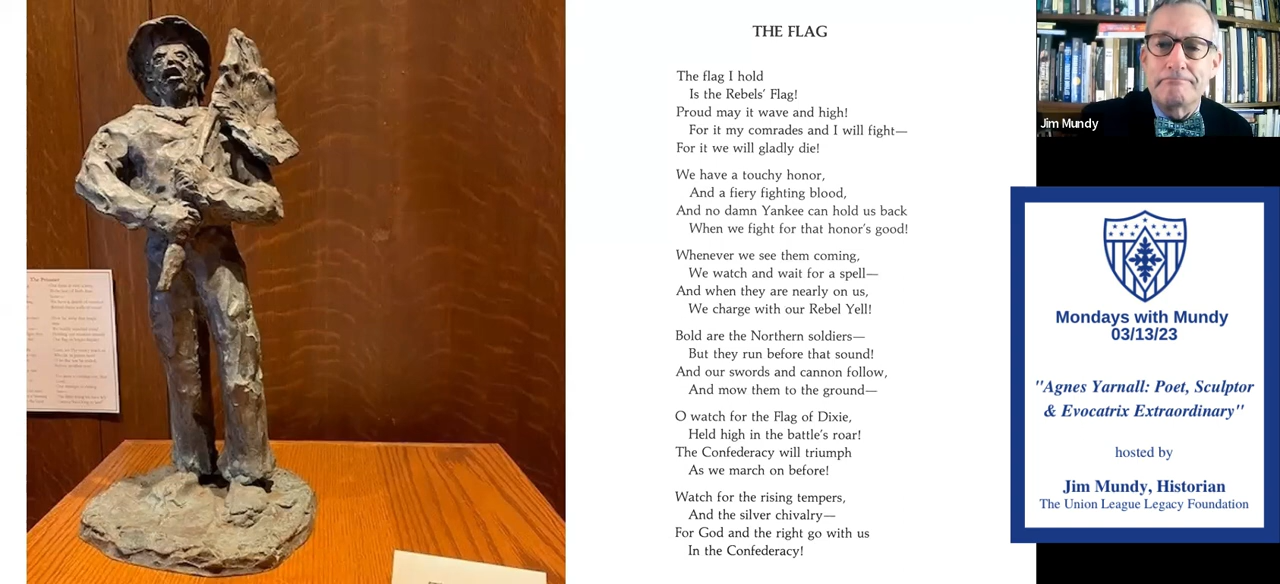 The Prisoner
THE FLAG
The flag I hold
Is the Rebels' Flag!
Proud may it wave and high!
For it my comrades and I will fight—
For it we will gladly die!
We have a touchy honor,
And a fiery fighting blood,
And no damn Yankee can hold us back
When we fight for that honor's good!
Whenever we see them coming,
We watch and wait for a spell—
And when they are nearly on us,
We charge with our Rebel Yell!
Bold are the Northern soldiers—
But they run before that sound!
And our swords and cannon follow,
And mow them to the ground—
O watch for the Flag of Dixie,
Held high in the battle's roar!
The Confederacy will triumph
As we march on before!
Watch for the rising tempers,
And the silver chivalry—
For God and the right go with us
In the Confederacy!
Jim Mundy
Mondays with Mundy
03/13/23
"Agnes Yarnall: Poet, Sculptor
& Evocatrix Extraordinary"
hosted by
Jim Mundy, Historian
The Union League Legacy Foundation